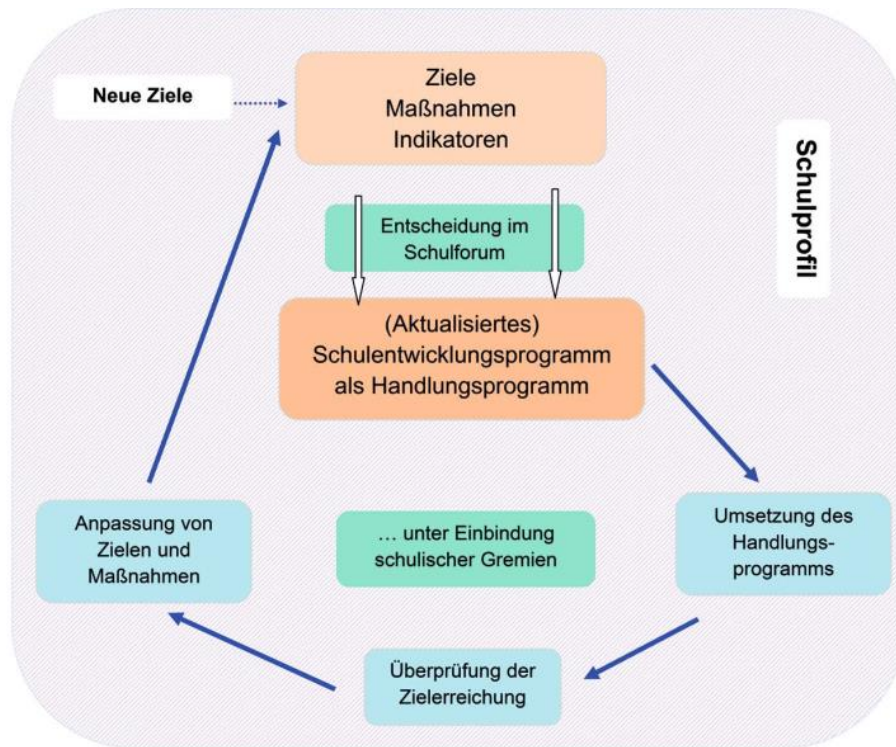 Neue Ziele
Ziele
Maßnahmen
Indikatoren
Schulprofil
Entscheidung im
Schulforum
(Aktualisiertes)
Schulentwicklungsprogramm
als Handlungsprogramm
Anpassung von
Zielen und
Maßnahmen
… unter Einbindung
schulischer Gremien
Umsetzung des
Handlungs-
programms
Überprüfung der
Zielerreichung